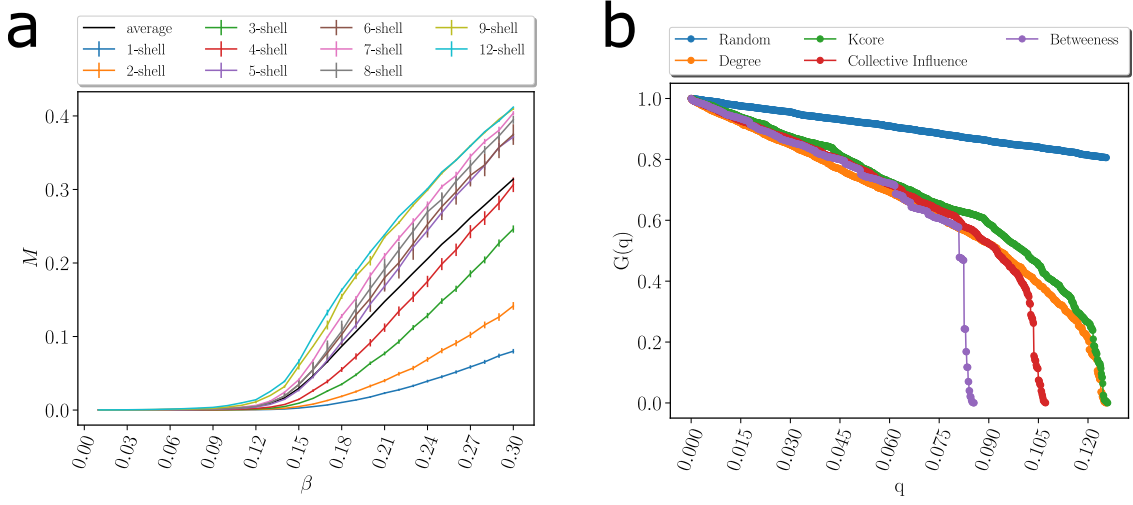 a
average 3-shell 6-shell 9-shell
1-shell 4-shell 7-shell 12-shell
2-shell 5-shell 8-shell
0.4
0.3
0.2
0.1
0.0
M
0.00 0.03 0.06 0.09 0.12 0.15 0.18 0.21 0.24 0.27 0.30
β
b
Random Kcore Betweeness
Degree Collective Influence
1.0
0.8
0.6
0.4
0.2
0.0
G(q)
0.000 0.015 0.030 0.045 0.060 0.075 0.090 0.105 0.120
q